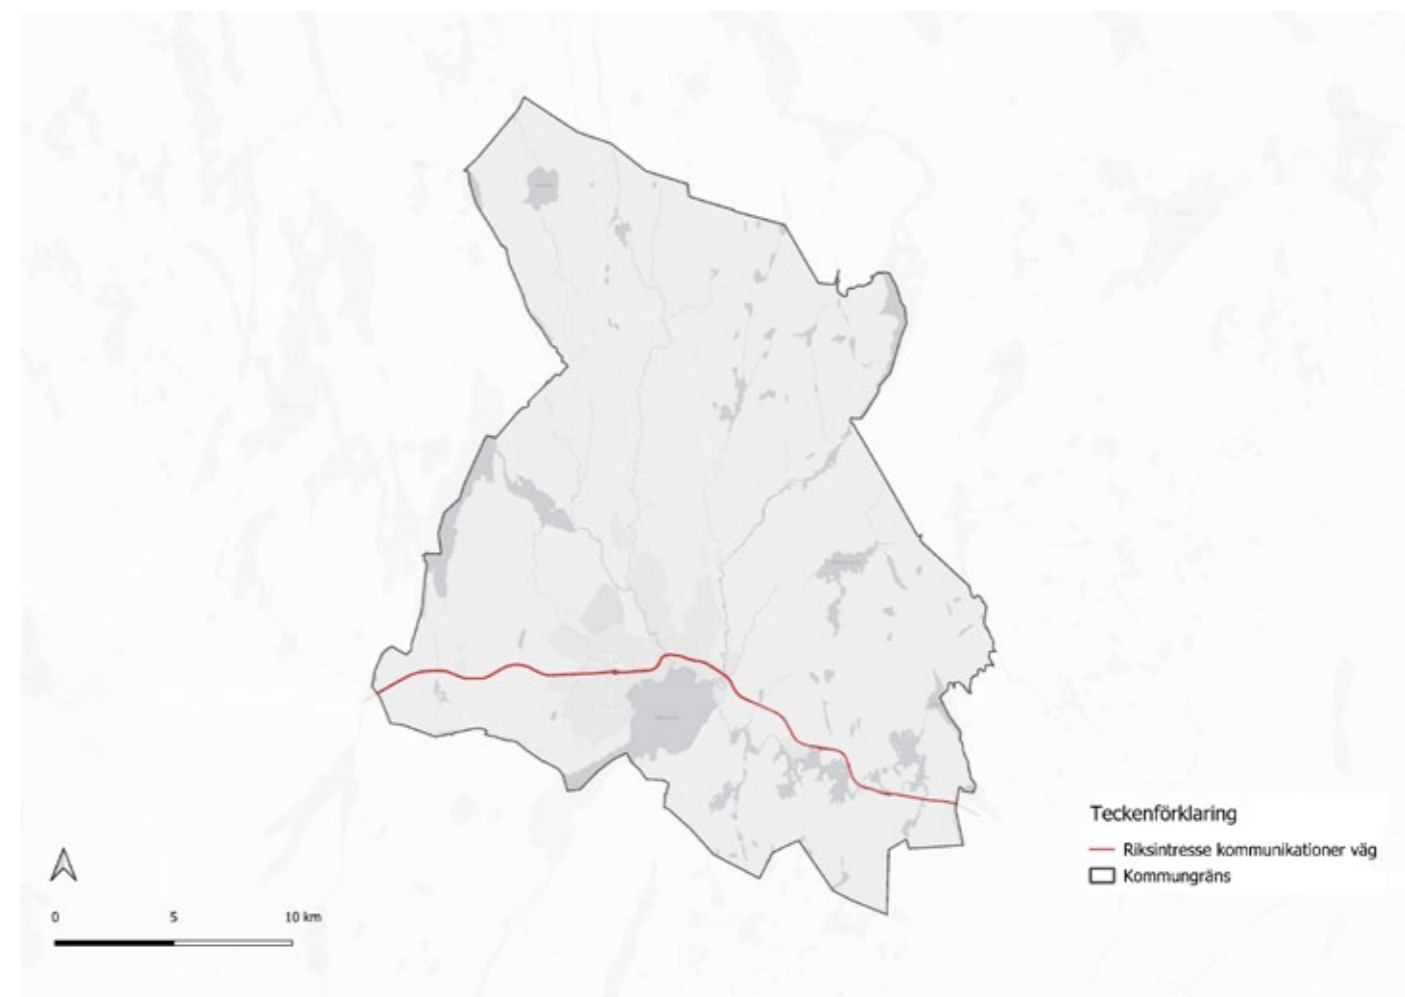 Teckenförklaring
Riksintresse kommunikationer väg
Kommungräns
0 5 10 km